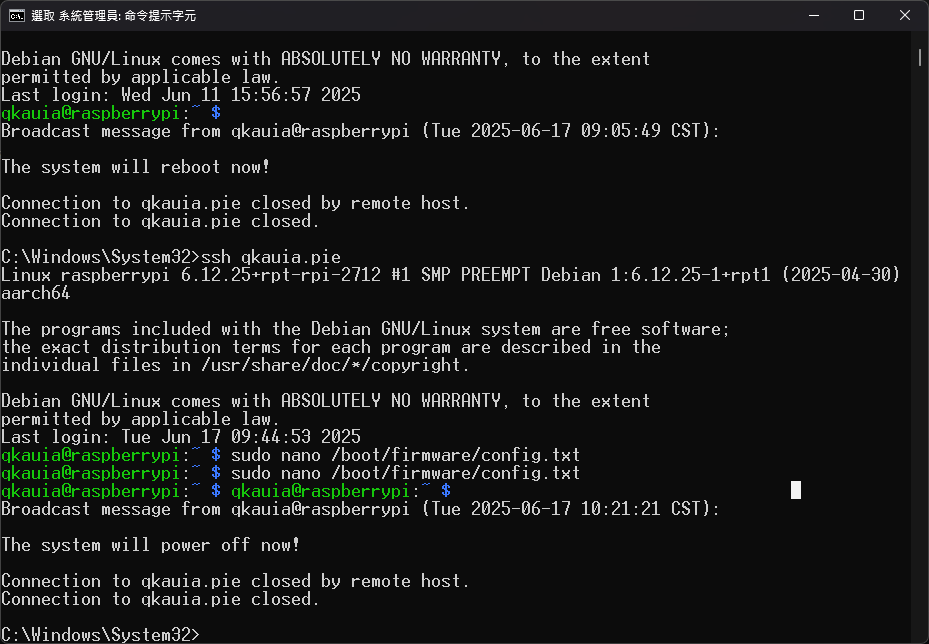 選取 系統管理員: 命令提示字元
Debian GNU/Linux comes with ABSOLUTELY NO WARRANTY, to the extent
permitted by applicable law.
Last login: Wed Jun 11 15:56:57 2025
qkauia@raspberrypi:~ $
Broadcast message from qkauia@raspberrypi (Tue 2025-06-17 09:05:49 CST):
The system will reboot now!
Connection to qkauia.pie closed by remote host.
Connection to qkauia.pie closed.
C:\Windows\System32>ssh qkauia.pie
Linux raspberrypi 6.12.25+rpt-rpi-2712 #1 SMP PREEMPT Debian 1:6.12.25-1+rpt1 (2025-04-30)
aarch64
The programs included with the Debian GNU/Linux system are free software;
the exact distribution terms for each program are described in the
individual files in /usr/share/doc/*/copyright.
Debian GNU/Linux comes with ABSOLUTELY NO WARRANTY, to the extent
permitted by applicable law.
Last login: Tue Jun 17 09:44:53 2025
qkauia@raspberrypi:~ $ sudo nano /boot/firmware/config.txt
qkauia@raspberrypi:~ $ sudo nano /boot/firmware/config.txt
qkauia@raspberrypi:~ $ qkauia@raspberrypi:~ $
Broadcast message from qkauia@raspberrypi (Tue 2025-06-17 10:21:21 CST):
The system will power off now!
Connection to qkauia.pie closed by remote host.
Connection to qkauia.pie closed.
C:\Windows\System32>